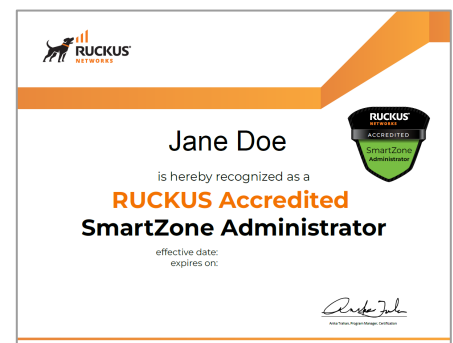 RUCKUS
NETWORKS
RUCKUS
NETWORKS
ACCREDITED
SmartZone
Administrator
Jane Doe
is hereby recognized as a
RUCKUS Accredited
SmartZone Administrator
effective date:
expires on: